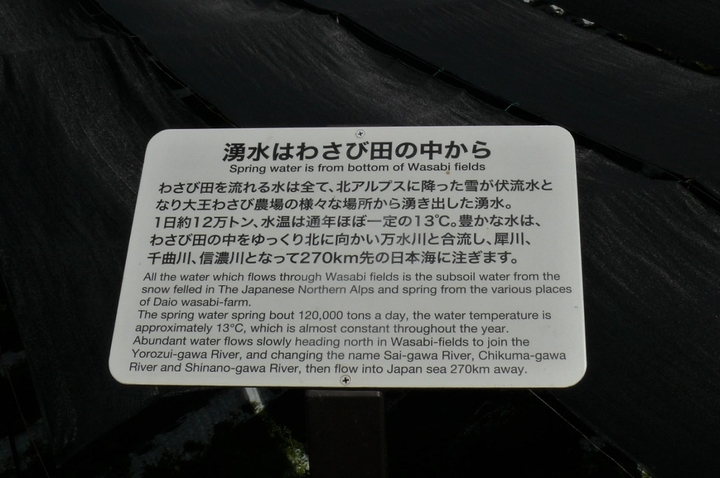 湧水はわさび田の中から
Spring water is from bottom of Wasabi fields
わさび田を流れる水は全て、北アルプスに降った雪が伏流水と
なり大王わさび農場の様々な場所から湧き出した湧水。
1日約12万トン、水温は通年ほぼ一定の13℃。豊かな水は、
わさび田の中をゆっくり北に向かい万水川と合流し、犀川、
千曲川、信濃川となって270km先の日本海に注ぎます。
All the water which flows through Wasabi fields is the subsoil water from the
snow felled in The Japanese Northern Alps and spring from the various places
of Daio wasabi-farm.
The spring water spring bout 120,000 tons a day, the water temperature is
approximately 13°C, which is almost constant throughout the year.
Abundant water flows slowly heading north in Wasabi-fields to join the
Yorozui-gawa River, and changing the name Sai-gawa River, Chikuma-gawa
River and Shinano-gawa River, then flow into Japan sea 270km away.